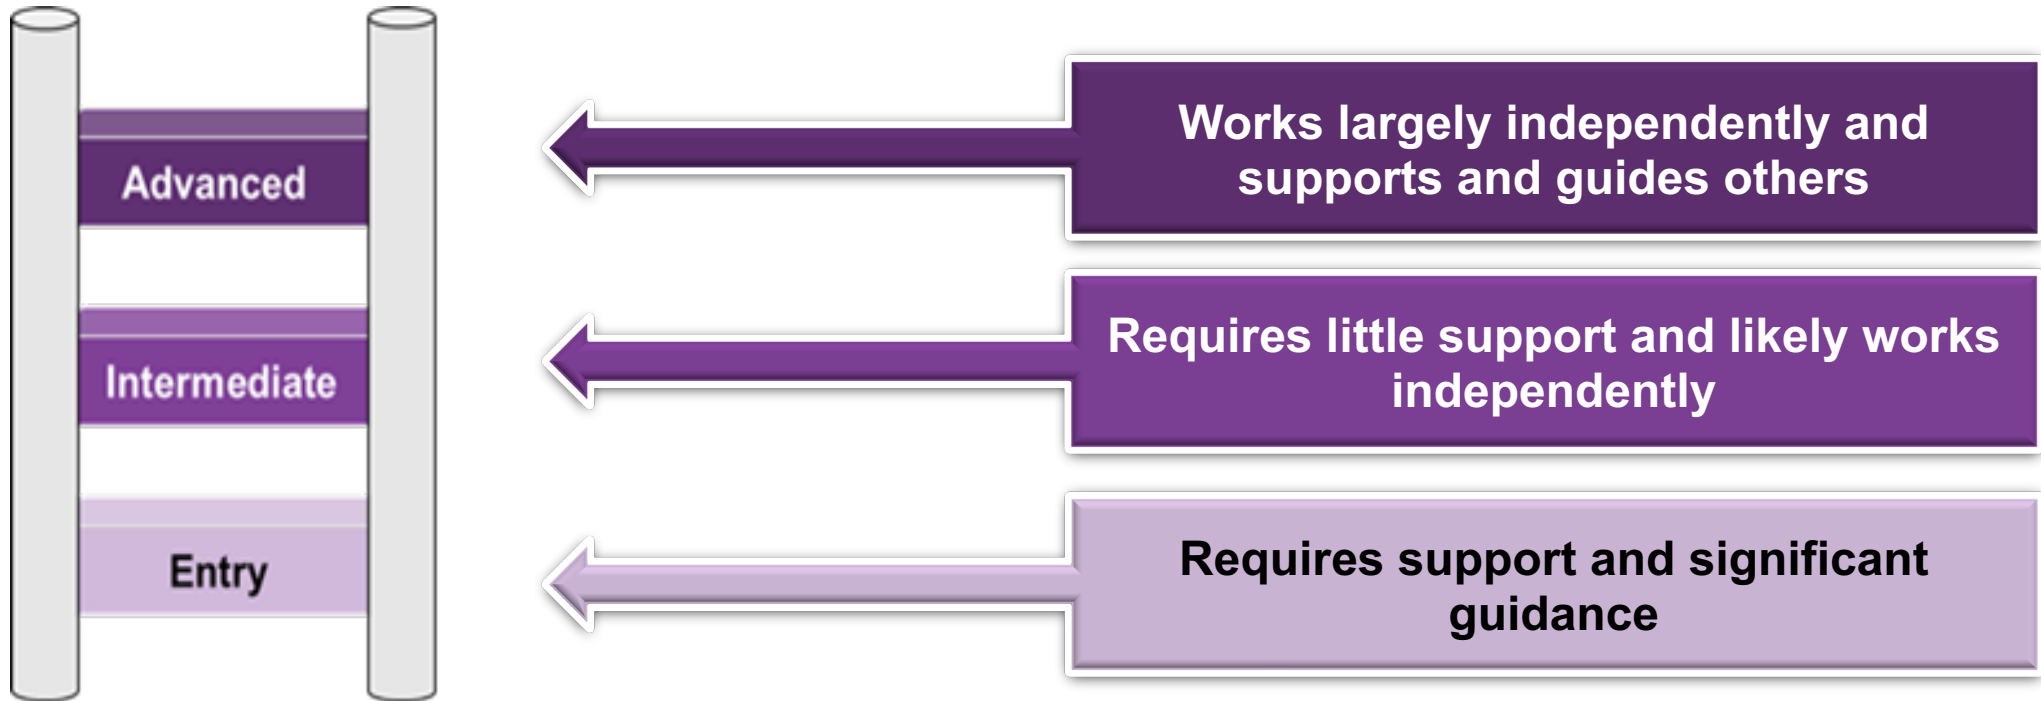 Advanced
Works largely independently and
supports and guides others
Intermediate
Requires little support and likely works
independently
Entry
Requires support and significant
guidance